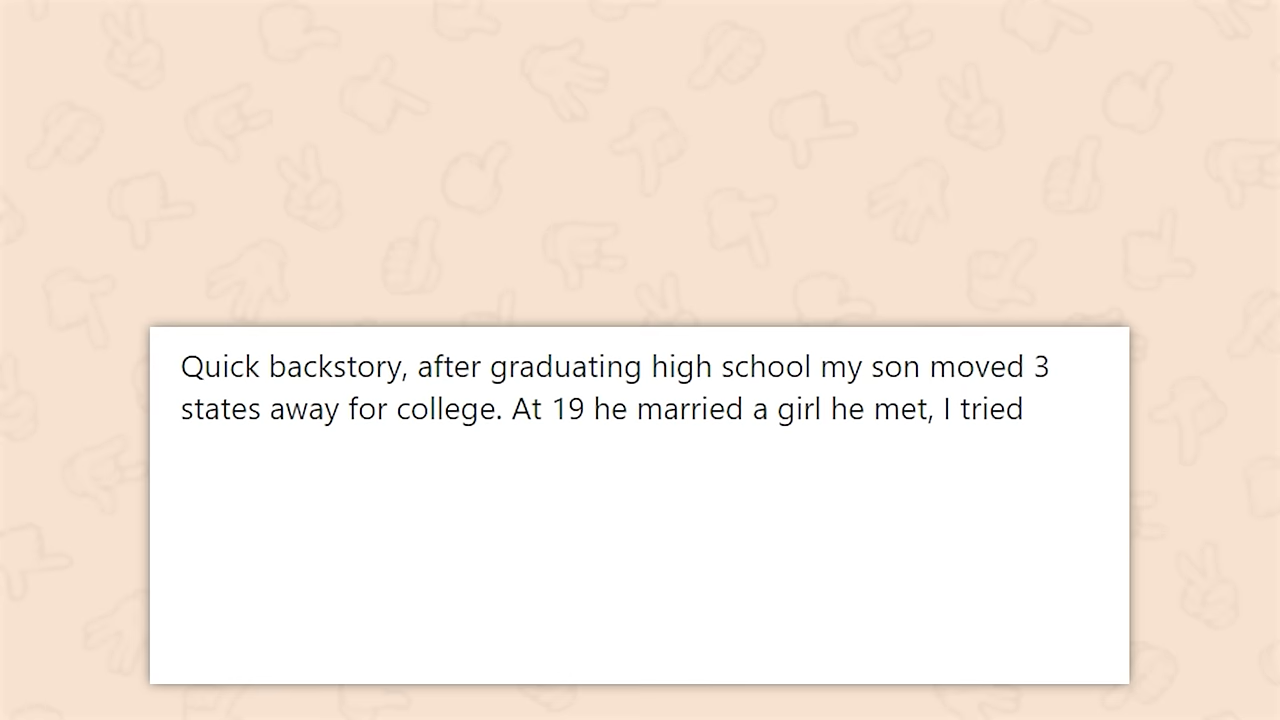 Quick backstory, after graduating high school my son moved 3
states away for college. At 19 he married a girl he met, I tried